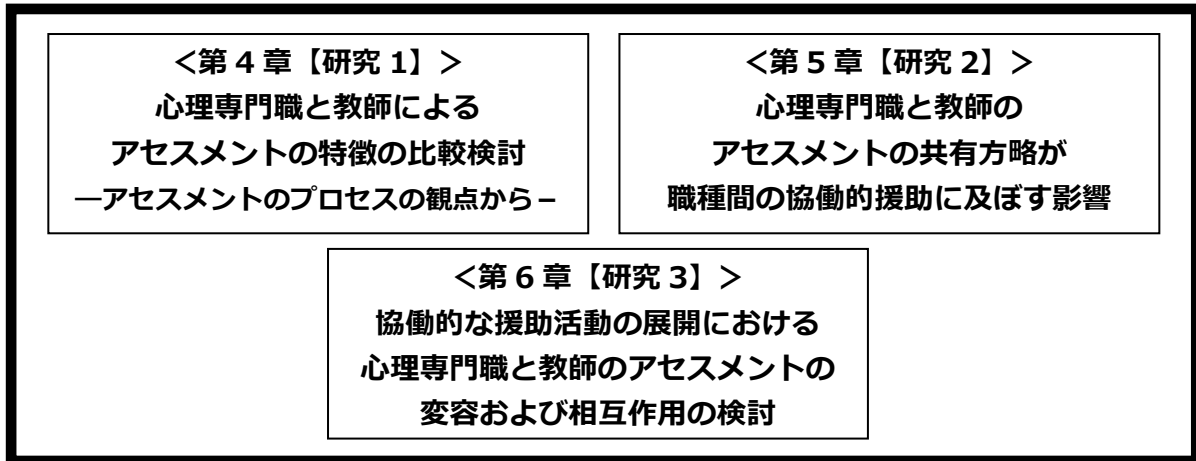 ＜第 4 章【研究 1】＞
心理専門職と教師による
アセスメントの特徴の比較検討
―アセスメントのプロセスの観点から－
＜第 5 章【研究 2】＞
心理専門職と教師の
アセスメントの共有方略が
職種間の協働的援助に及ぼす影響
＜第 6 章【研究 3】＞
協働的な援助活動の展開における
心理専門職と教師のアセスメントの
変容および相互作用の検討